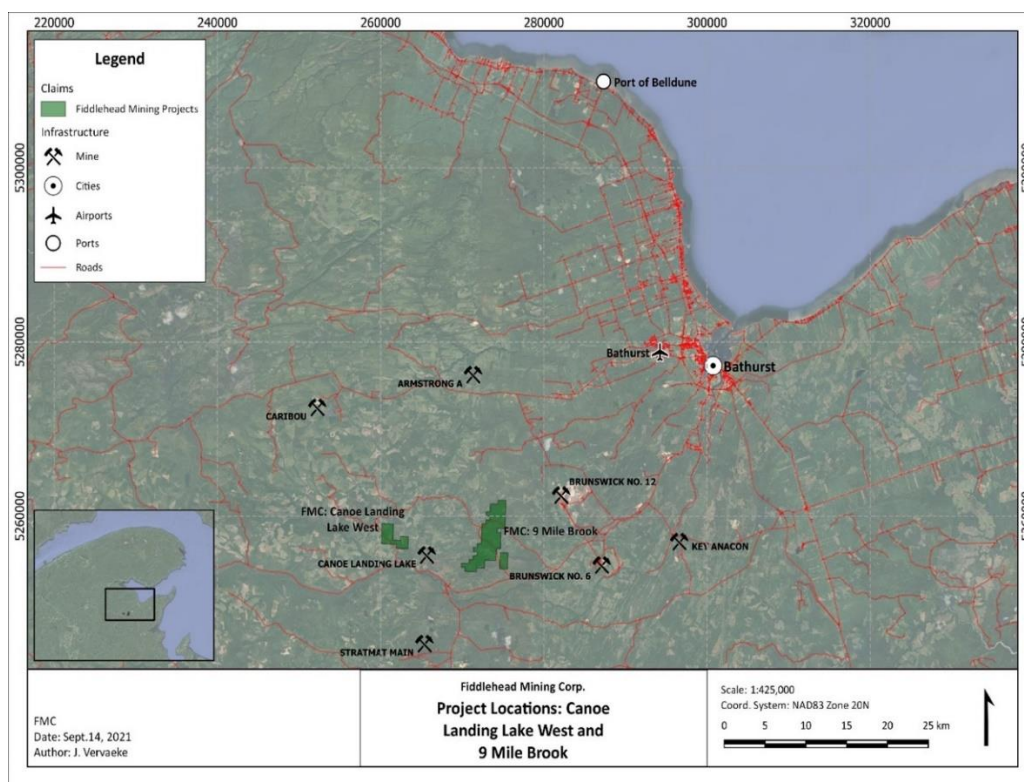 220000 240000 260000 280000 300000 320000
Legend
Claims
Fiddlehead Mining Projects
Infrastructure
Mine
Cities
Airports
Ports
Roads
5300000
5280000
5260000
Port of Belldune
Bathurst
Bathurst
ARMSTRONG A
CARIBOU
BRUNSWICK NO. 12
FMC: Canoe Landing
Lake West
FMC: 9 Mile Brook
CANOE LANDING LAKE
BRUNSWICK NO. 6
KEY ANACON
STRATMAT MAIN
FMC
Date: Sept.14, 2021
Author: J. Vervaeke
Fiddlehead Mining Corp.
Project Locations: Canoe
Landing Lake West and
9 Mile Brook
Scale: 1:425,000
Coord. System: NAD83 Zone 20N
0 5 10 15 20 25 km